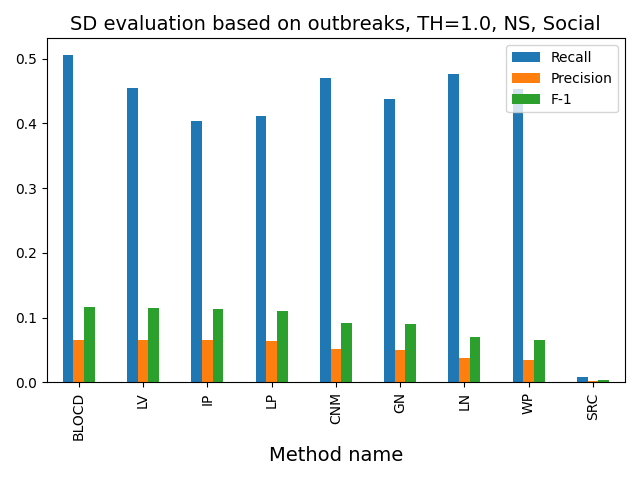 SD evaluation based on outbreaks, TH=1.0, NS, Social
Recall
Precision
F-1
0.5
0.4
0.3
0.2
0.1
0.0
BLOCD
LV
IP
LP
CNM
GN
LN
WP
SRC
Method name